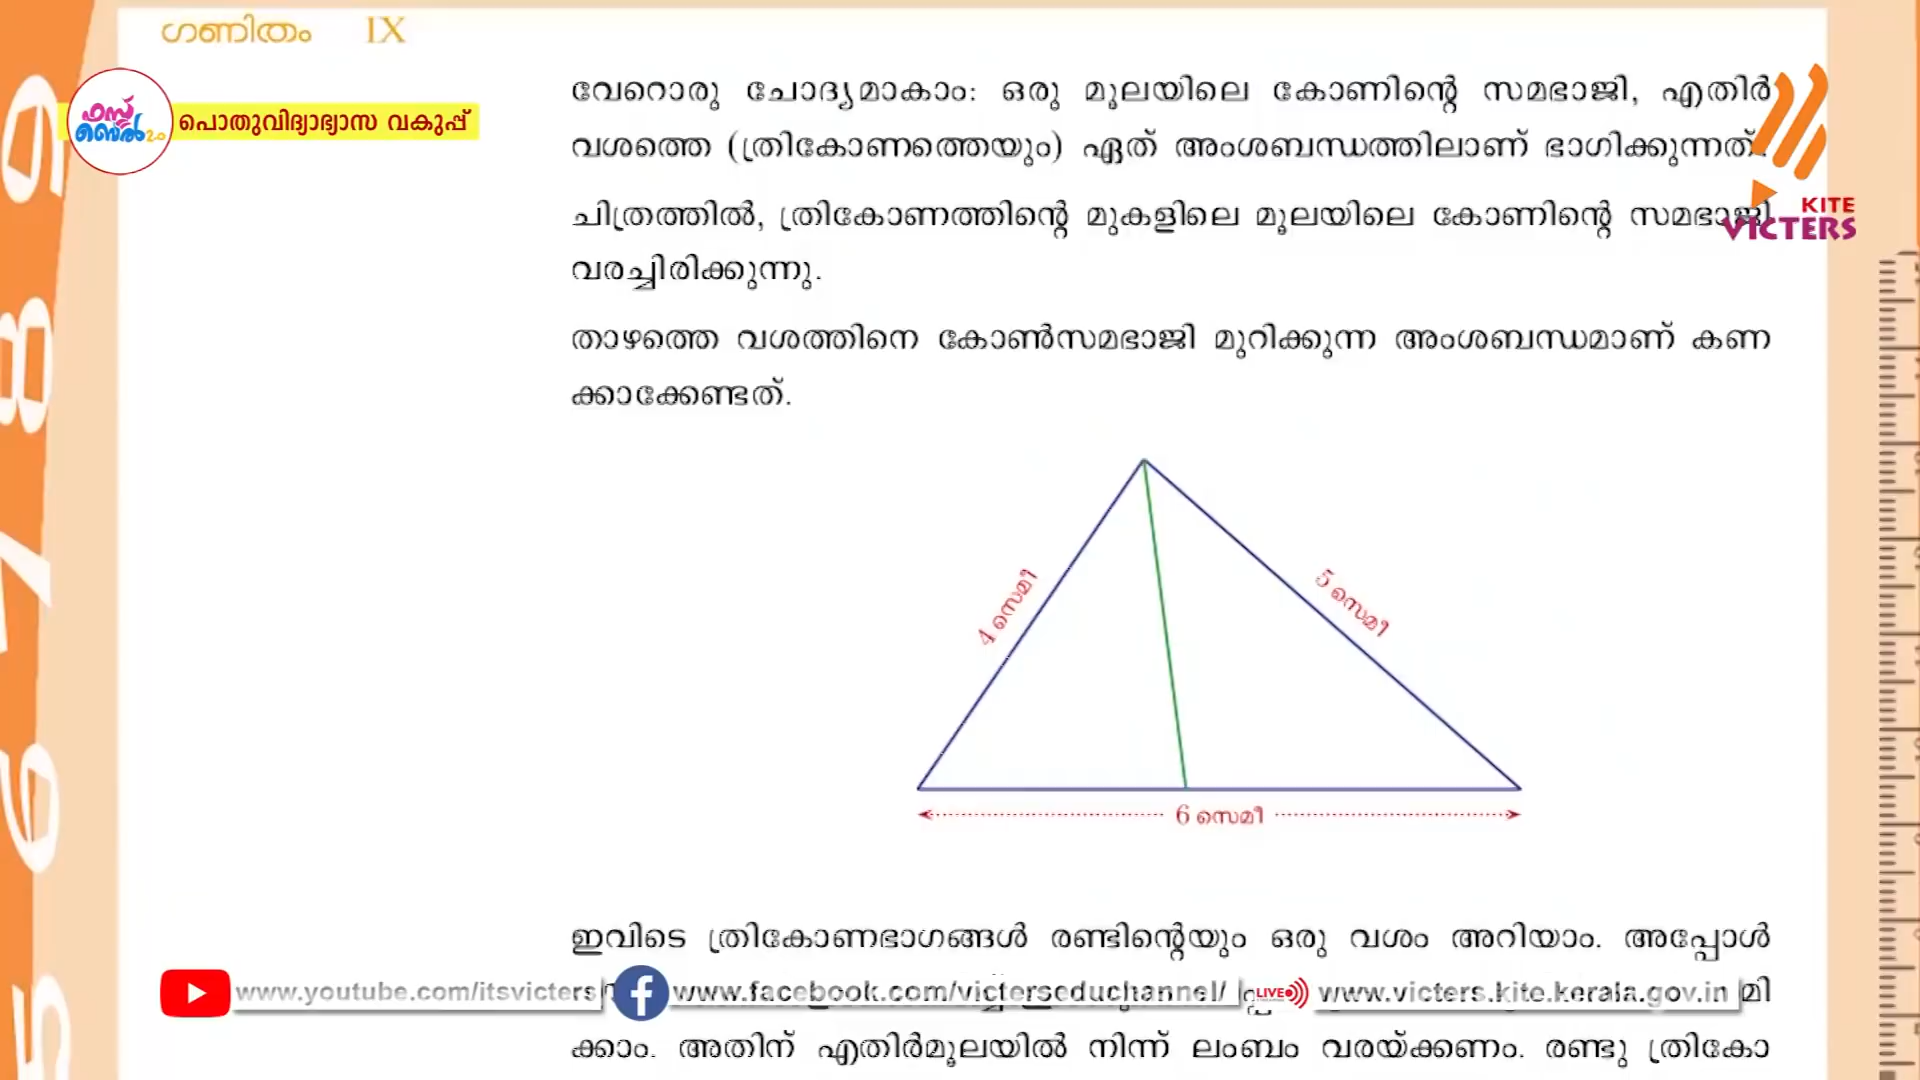 ഗണിതം IX
ഫസ്റ്റ്
ബെൽ 2.0
പൊതുവിദ്യാഭ്യാസ വകുപ്പ്
വേറൊരു ചോദ്യമാകാം: ഒരു മൂലയിലെ കോണിന്റെ സമഭാജി, എതിർ
വശത്തെ (ത്രികോണത്തെയും) ഏത് അംശബന്ധത്തിലാണ് ഭാഗിക്കുന്നത്?
KITE
VICTERS
ചിത്രത്തിൽ, ത്രികോണത്തിന്റെ മുകളിലെ മൂലയിലെ കോണിന്റെ സമഭാജി
വരച്ചിരിക്കുന്നു.
താഴത്തെ വശത്തിനെ കോൺസമഭാജി മുറിക്കുന്ന അംശബന്ധമാണ് കണ
ക്കാക്കേണ്ടത്.
4 സെമീ
5 സെമീ
6 സെമീ
ഇവിടെ ത്രികോണഭാഗങ്ങൾ രണ്ടിന്റെയും ഒരു വശം അറിയാം. അപ്പോൾ
www.youtube.com/itsvicters
www.facebook.com/victerseduchannel/
LIVE www.victers.kite.kerala.gov.in
ക്കാം. അതിന് എതിർമൂലയിൽ നിന്ന് ലംബം വരയ്ക്കണം. രണ്ടു ത്രികോ